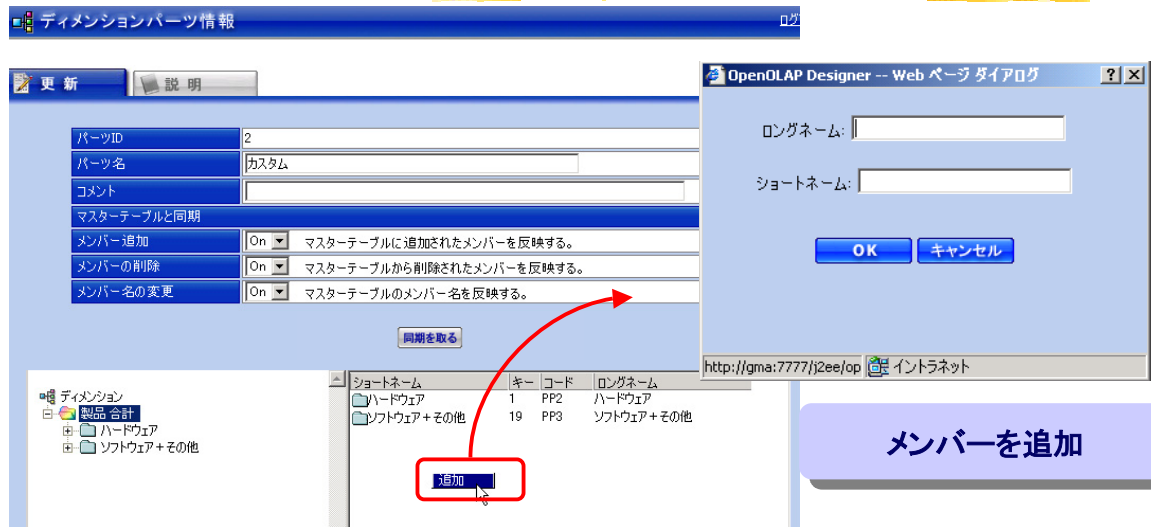 ディメンションパーツ情報
ログ
更新
説明
パーツID 2
パーツ名 カスタム
コメント
マスターテーブルと同期
メンバー追加 On マスターテーブルに追加されたメンバーを反映する。
メンバーの削除 On マスターテーブルから削除されたメンバーを反映する。
メンバー名の変更 On マスターテーブルのメンバー名を反映する。
同期を取る
ディメンション
製品 合計
ハードウェア
ソフトウェア+その他
ショートネーム キー コード ロングネーム
ハードウェア 1 PP2 ハードウェア
ソフトウェア+その他 19 PP3 ソフトウェア+その他
追加
OpenOLAP Designer -- Web ページ ダイアログ
ロングネーム:
ショートネーム:
OK キャンセル
http://gma:7777/j2ee/op イントラネット
メンバーを追加